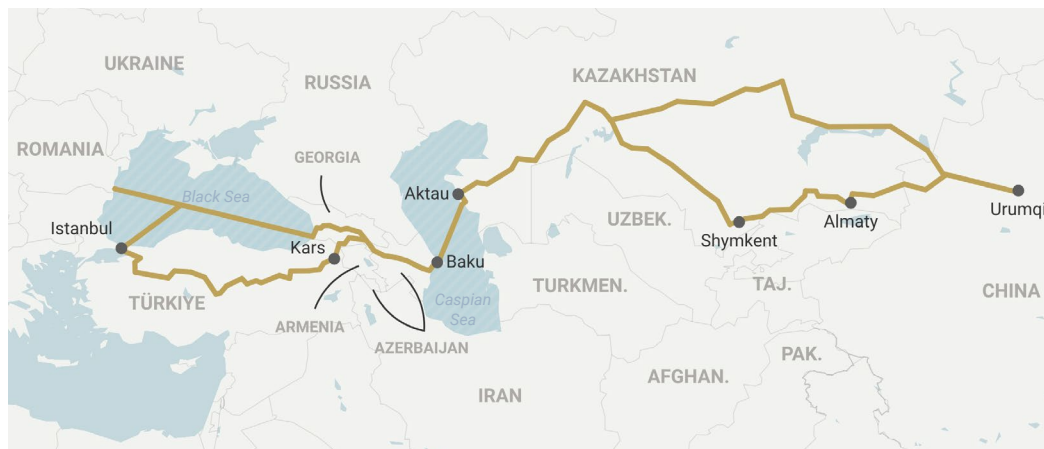 UKRAINE
RUSSIA
KAZAKHSTAN
ROMANIA
GEORGIA
Black Sea
Aktau
Istanbul
Kars
Baku
UZBEK.
Shymkent
Almaty
Urumqi
TÜRKIYE
ARMENIA
AZERBAIJAN
Caspian
Sea
TURKMEN.
TAJ.
CHINA
IRAN
AFGHAN.
PAK.